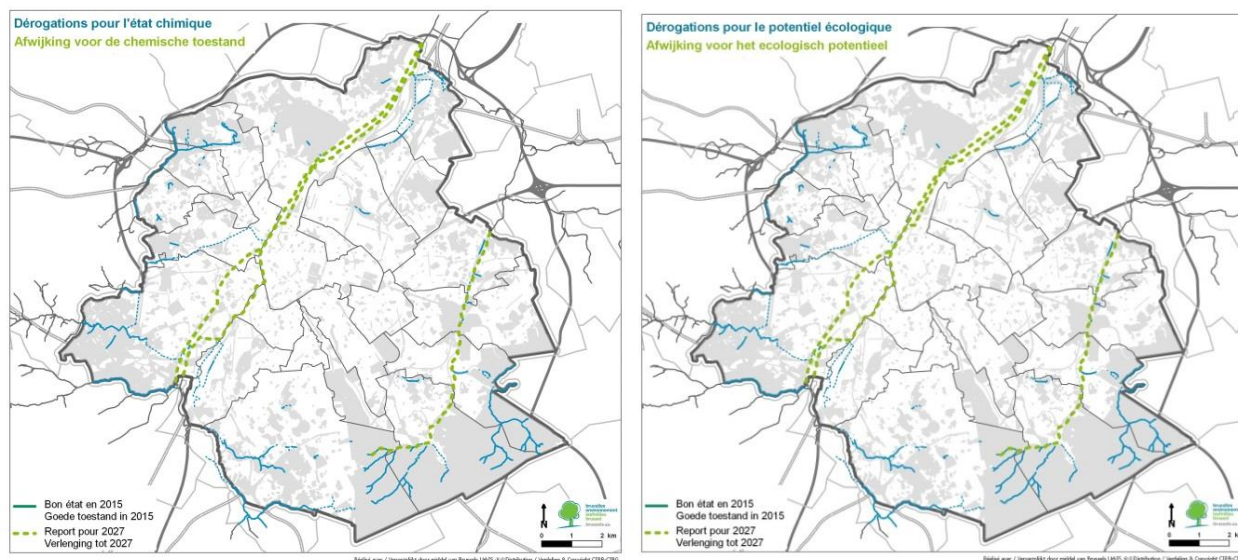 Dérogations pour l'état chimique
Afwijking voor de chemische toestand
Bon état en 2015
Goede toestand in 2015
Report pour 2027
Verlenging tot 2027
N
0 1 2 km
Dérogations pour le potentiel écologique
Afwijking voor het ecologisch potentieel
Bon état en 2015
Goede toestand in 2015
Report pour 2027
Verlenging tot 2027
N
0 1 2